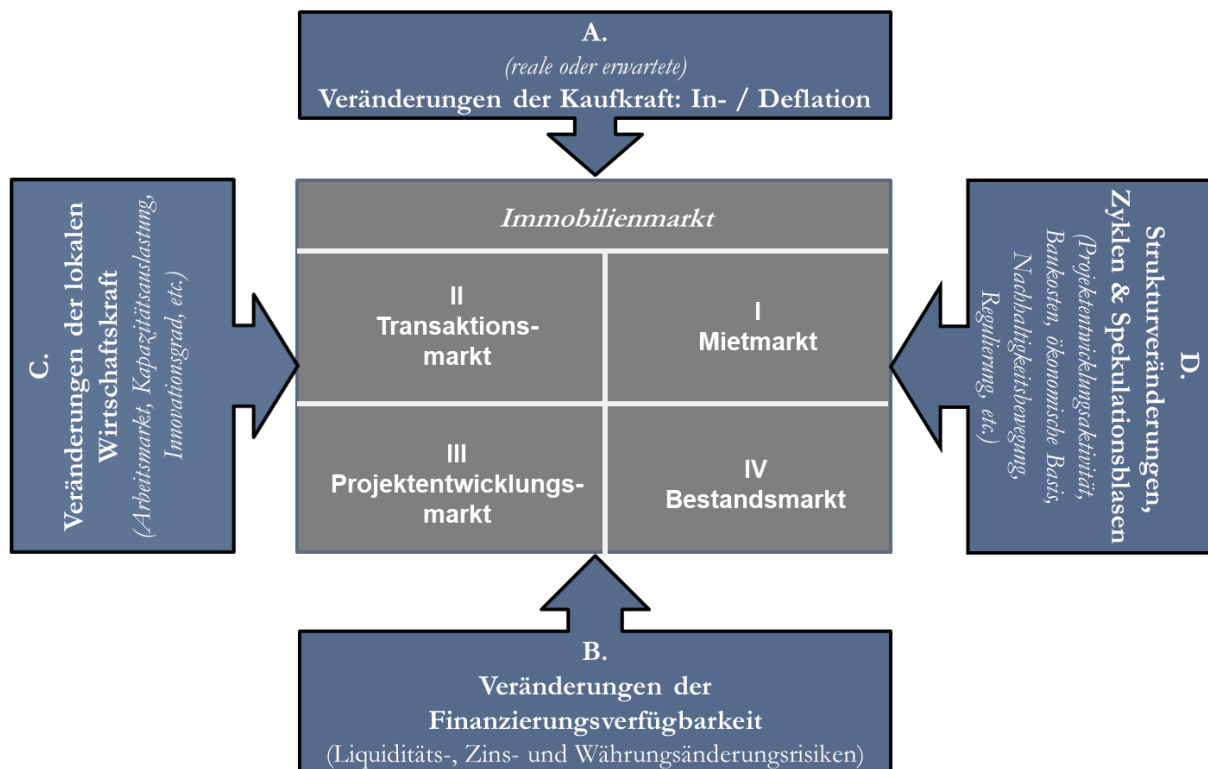 A.
(reale oder erwartete)
Veränderungen der Kaufkraft: In- / Deflation
C.
Veränderungen der lokalen
Wirtschaftskraft
(Arbeitsmarkt, Kapazitätsauslastung,
Innovationsgrad, etc.)
Immobilienmarkt
II
Transaktions-
markt
I
Mietmarkt
III
Projektentwicklungs-
markt
IV
Bestandsmarkt
D.
Strukturveränderungen,
Zyklen & Spekulationsblasen
(Projektentwicklungsaktivität,
Baukosten, ökonomische Basis,
Nachhaltigkeitsbewegung,
Regulierung, etc.)
B.
Veränderungen der
Finanzierungsverfügbarkeit
(Liquiditäts-, Zins- und Währungsänderungsrisiken)